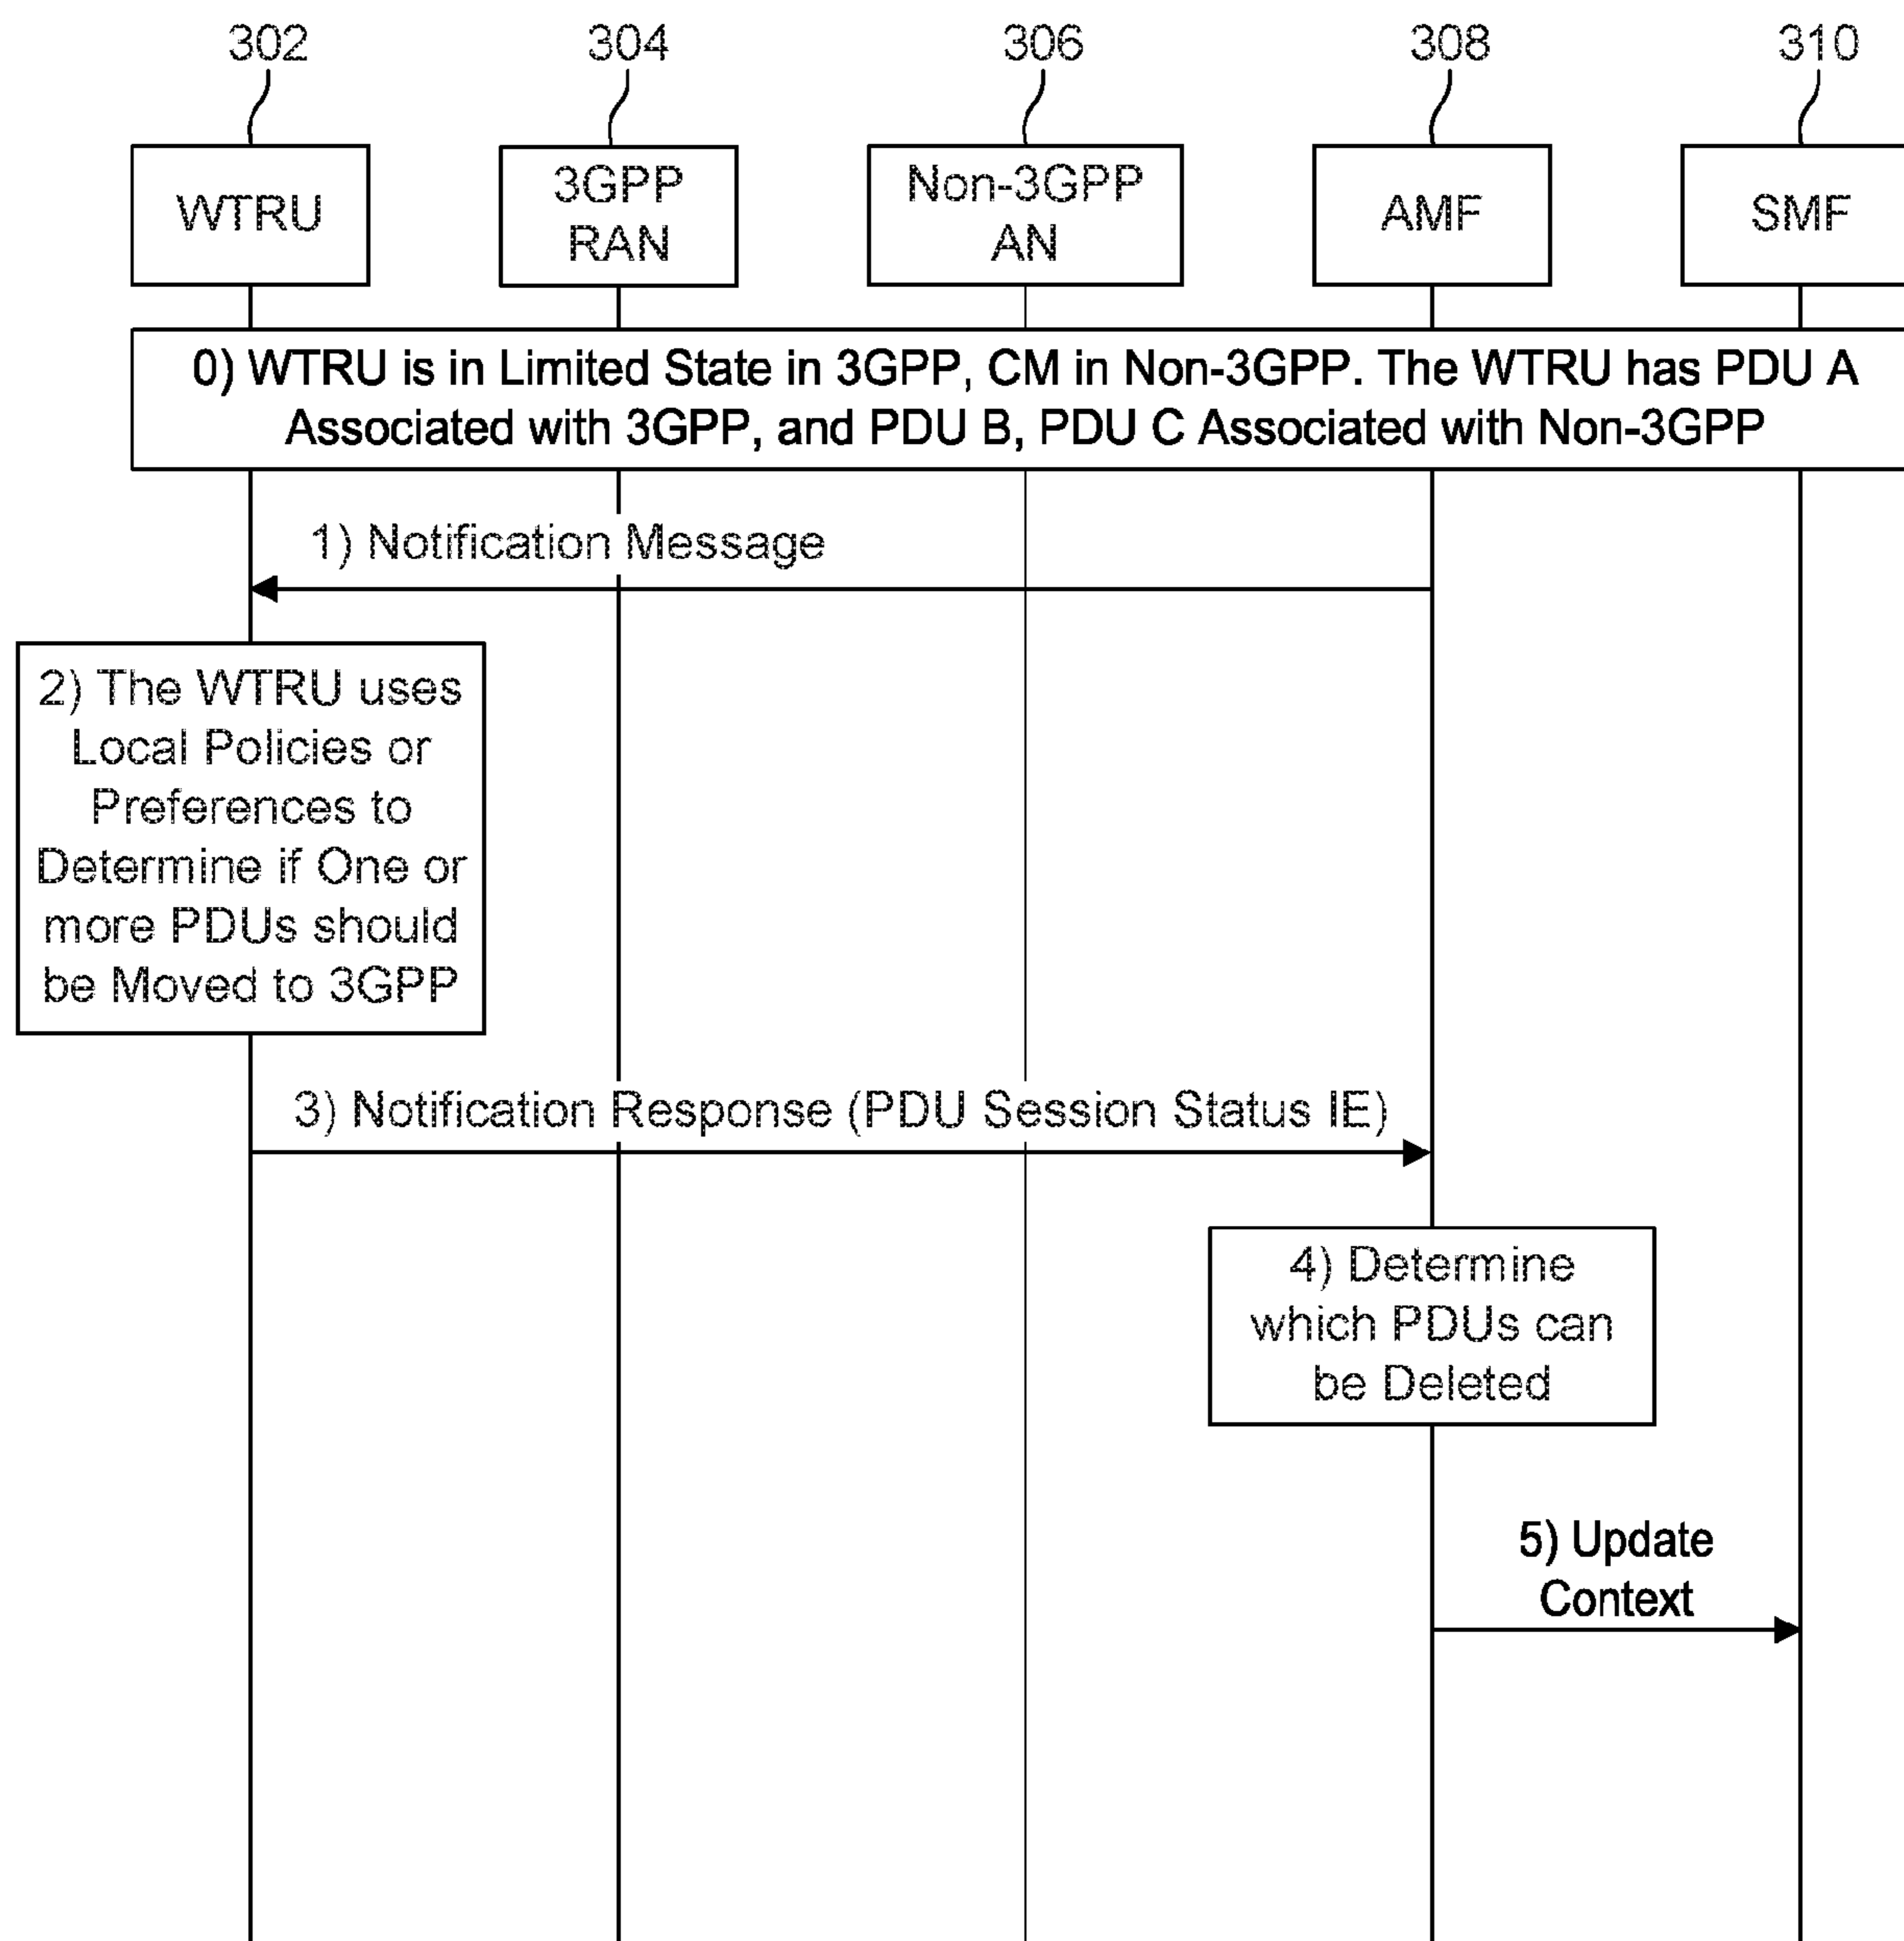 302
304
306
308
310
WTRU
3GPP
RAN
Non-3GPP
AN
AMF
SMF
0) WTRU is in Limited State in 3GPP, CM in Non-3GPP. The WTRU has PDU A
Associated with 3GPP, and PDU B, PDU C Associated with Non-3GPP
1) Notification Message
2) The WTRU uses
Local Policies or
Preferences to
Determine if One or
more PDUs should
be Moved to 3GPP
3) Notification Response (PDU Session Status IE)
4) Determine
which PDUs can
be Deleted
5) Update
Context